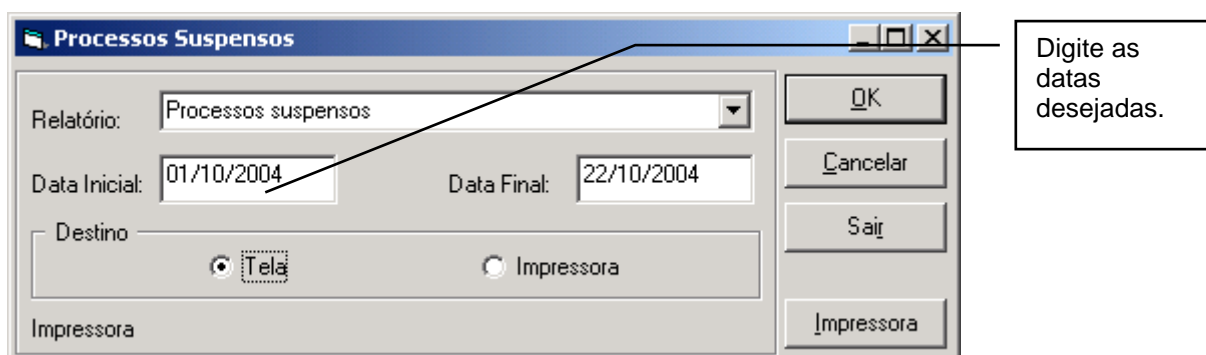 Processos Suspensos
Relatório: Processos suspensos
Data Inicial: 01/10/2004 Data Final: 22/10/2004
Destino
Tela Impressora
Impressora
OK
Cancelar
Sair
Impressora
Digite as
datas
desejadas.